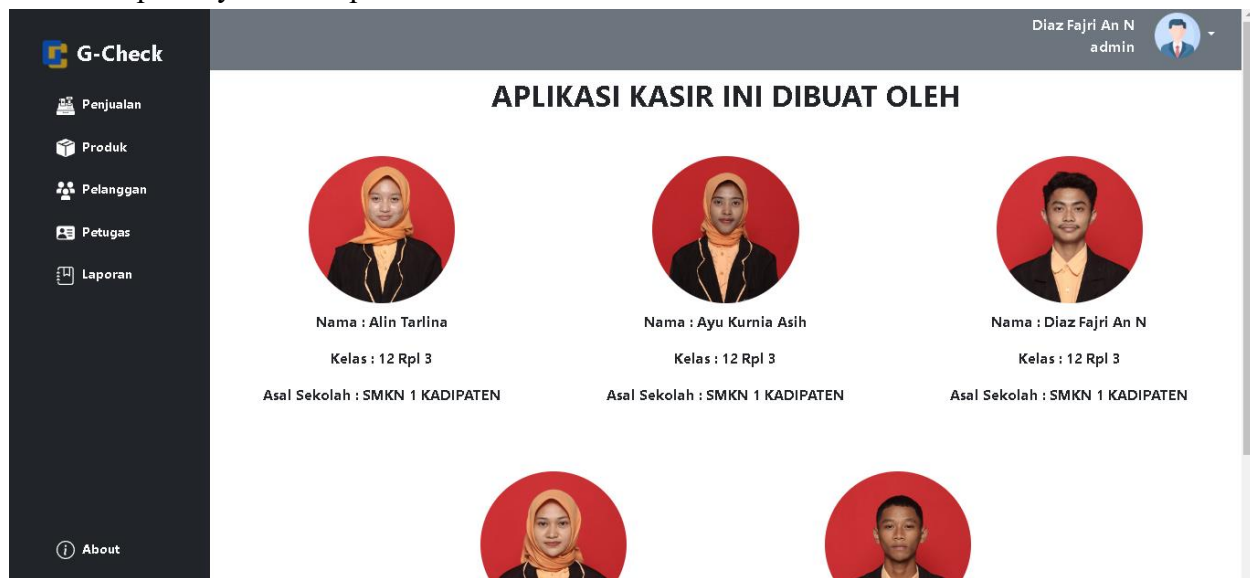 Diaz Fajri An N
admin
G-Check
Penjualan
Produk
Pelanggan
Petugas
Laporan
About
APLIKASI KASIR INI DIBUAT OLEH
Nama : Alin Tarlina
Kelas : 12 Rpl 3
Asal Sekolah : SMKN 1 KADIPATEN
Nama : Ayu Kurnia Asih
Kelas : 12 Rpl 3
Asal Sekolah : SMKN 1 KADIPATEN
Nama : Diaz Fajri An N
Kelas : 12 Rpl 3
Asal Sekolah : SMKN 1 KADIPATEN